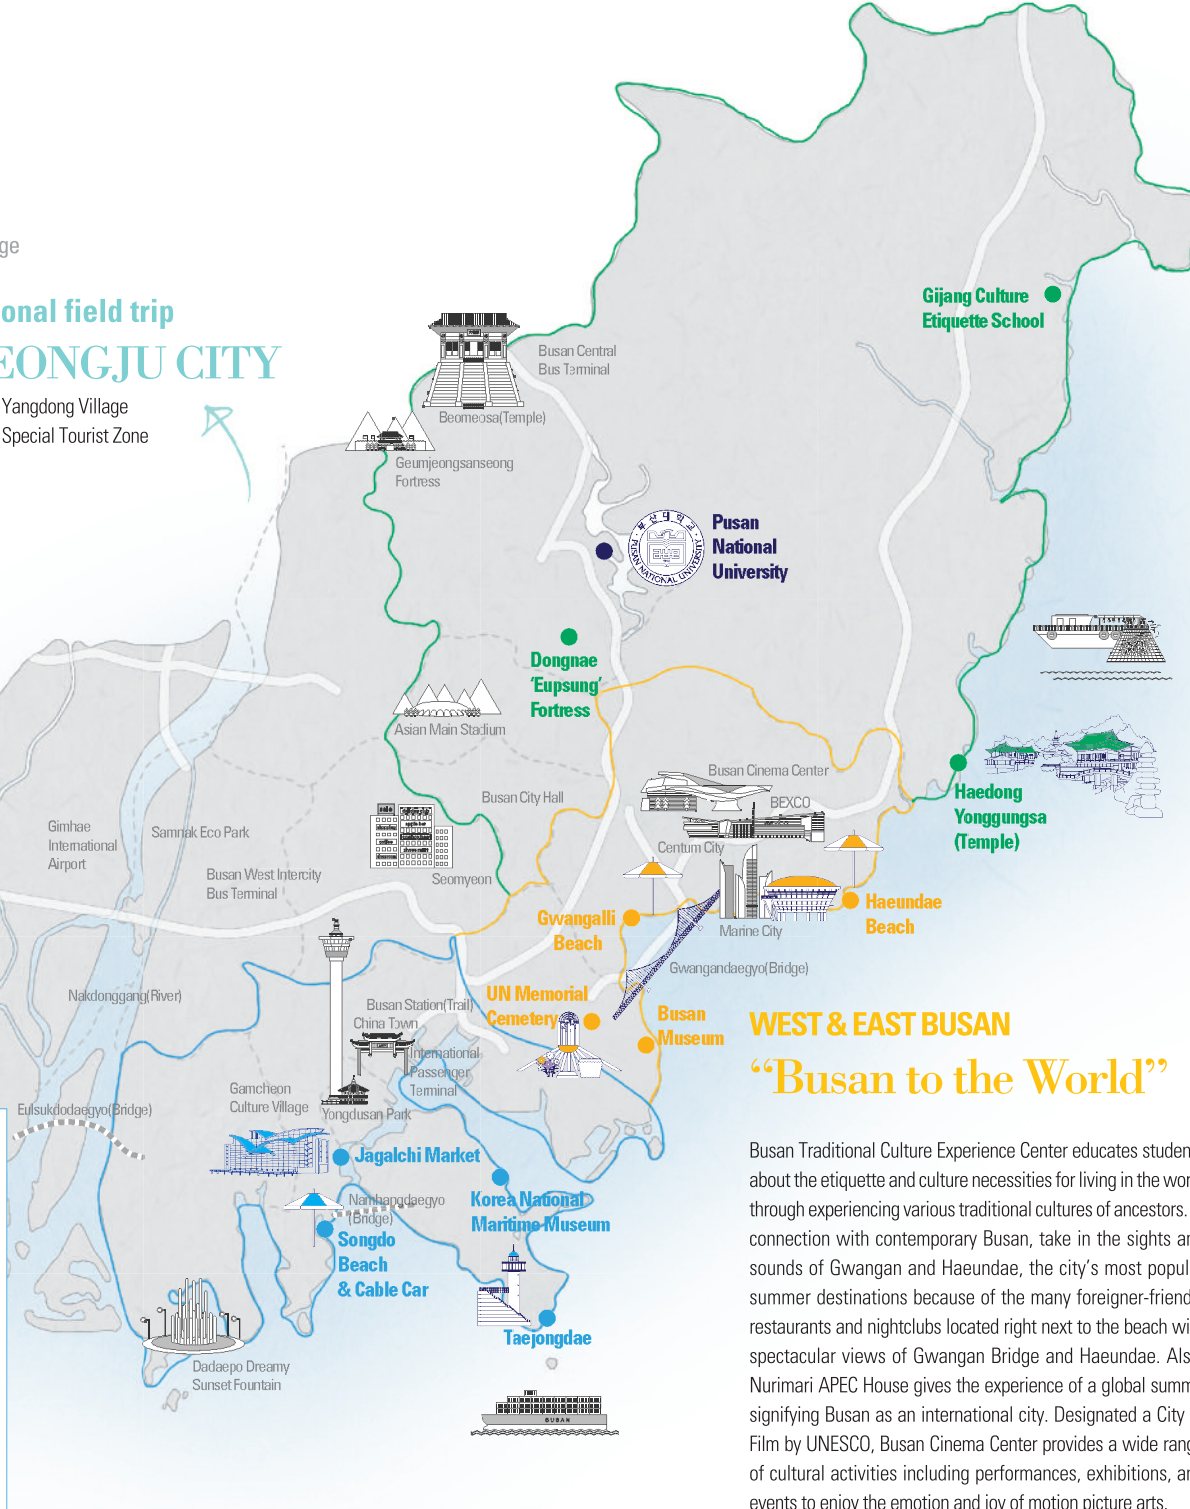 ge
onal field trip
EONGJU CITY
Yangdong Village
Special Tourist Zone
Gijang Culture
Etiquette School
Busan Central
Bus Terminal
Beomeosa(Temple)
Geumjeongsanseong
Fortress
부산대학교
PUSAN NATIONAL UNIVERSITY
Pusan
National
University
Dongnae
‘Eupsung’
Fortress
Asian Main Stadium
Busan Cinema Center
BEXCO
Busan City Hall
Centum City
Haedong
Yonggungsa
(Temple)
Gimhae
International
Airport
Samnak Eco Park
Busan West Intercity
Bus Terminal
Seomyeon
Gwangalli
Beach
Haeundae
Beach
Marine City
Gwangandaegyo(Bridge)
Nakdonggang(River)
Busan Station(Trail)
China Town
International
Passenger
Terminal
UN Memorial
Cemetery
Busan
Museum
Gamcheon
Culture Village
Yongdusan Park
Eulsukdodaegyo(Bridge)
Jagalchi Market
Namhangdaegyo
(Bridge)
Korea National
Maritime Museum
Songdo
Beach
& Cable Car
Taejongdae
Dadaepo Dreamy
Sunset Fountain
BUSAN
WEST & EAST BUSAN
“Busan to the World”
Busan Traditional Culture Experience Center educates studen
about the etiquette and culture necessities for living in the wor
through experiencing various traditional cultures of ancestors.
connection with contemporary Busan, take in the sights an
sounds of Gwangan and Haeundae, the city’s most popul
summer destinations because of the many foreigner-friend
restaurants and nightclubs located right next to the beach wi
spectacular views of Gwangan Bridge and Haeundae. Als
Nurimari APEC House gives the experience of a global summ
signifying Busan as an international city. Designated a City
Film by UNESCO, Busan Cinema Center provides a wide rang
of cultural activities including performances, exhibitions, an
events to enjoy the emotion and joy of motion picture arts.